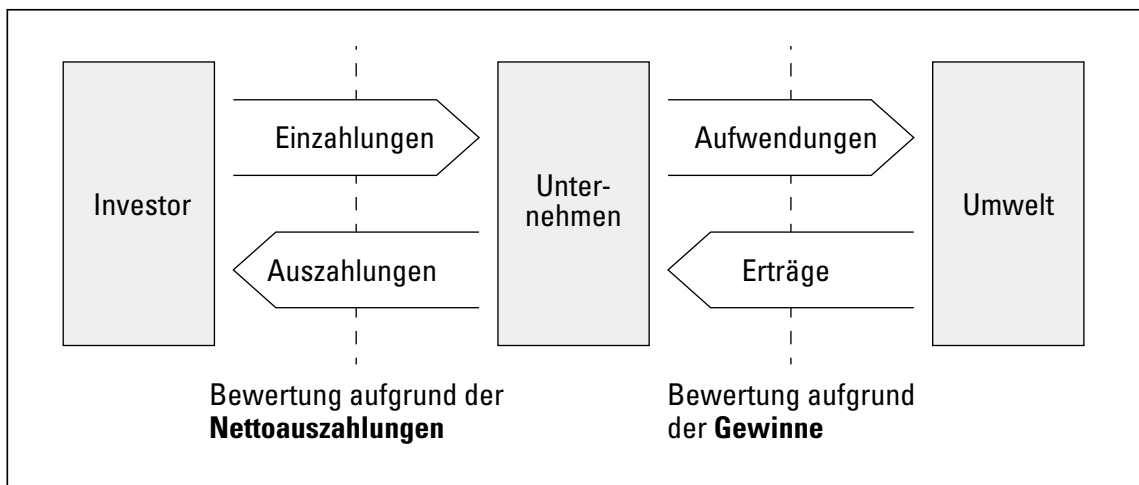 Einzahlungen
Aufwendungen
Investor
Unter-
nehmen
Umwelt
Auszahlungen
Erträge
Bewertung aufgrund der
Nettoauszahlungen
Bewertung aufgrund
der Gewinne